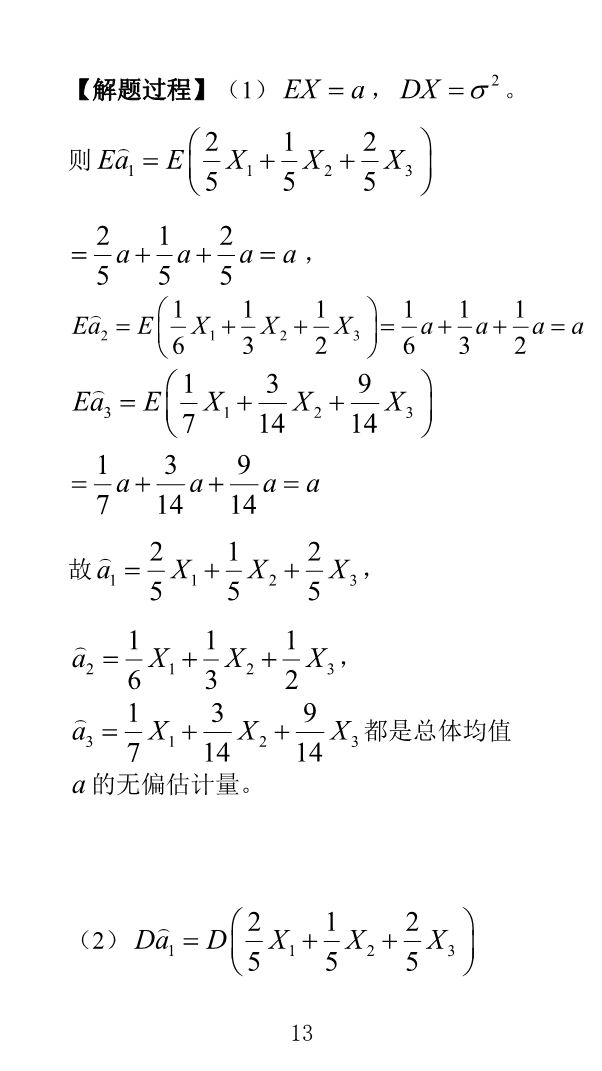 【解题过程】（1） $EX = a$ ， $DX = \sigma^2$ 。
则 $E\widehat{a}_1 = E\left(\frac{2}{5}X_1 + \frac{1}{5}X_2 + \frac{2}{5}X_3\right)$
$= \frac{2}{5}a + \frac{1}{5}a + \frac{2}{5}a = a$ ，
$E\widehat{a}_2 = E\left(\frac{1}{6}X_1 + \frac{1}{3}X_2 + \frac{1}{2}X_3\right) = \frac{1}{6}a + \frac{1}{3}a + \frac{1}{2}a = a$
$E\widehat{a}_3 = E\left(\frac{1}{7}X_1 + \frac{3}{14}X_2 + \frac{9}{14}X_3\right)$
$= \frac{1}{7}a + \frac{3}{14}a + \frac{9}{14}a = a$
故 $\widehat{a}_1 = \frac{2}{5}X_1 + \frac{1}{5}X_2 + \frac{2}{5}X_3$ ，
$\widehat{a}_2 = \frac{1}{6}X_1 + \frac{1}{3}X_2 + \frac{1}{2}X_3$ ，
$\widehat{a}_3 = \frac{1}{7}X_1 + \frac{3}{14}X_2 + \frac{9}{14}X_3$ 都是总体均值
$a$ 的无偏估计量。
（2） $D\widehat{a}_1 = D\left(\frac{2}{5}X_1 + \frac{1}{5}X_2 + \frac{2}{5}X_3\right)$
13